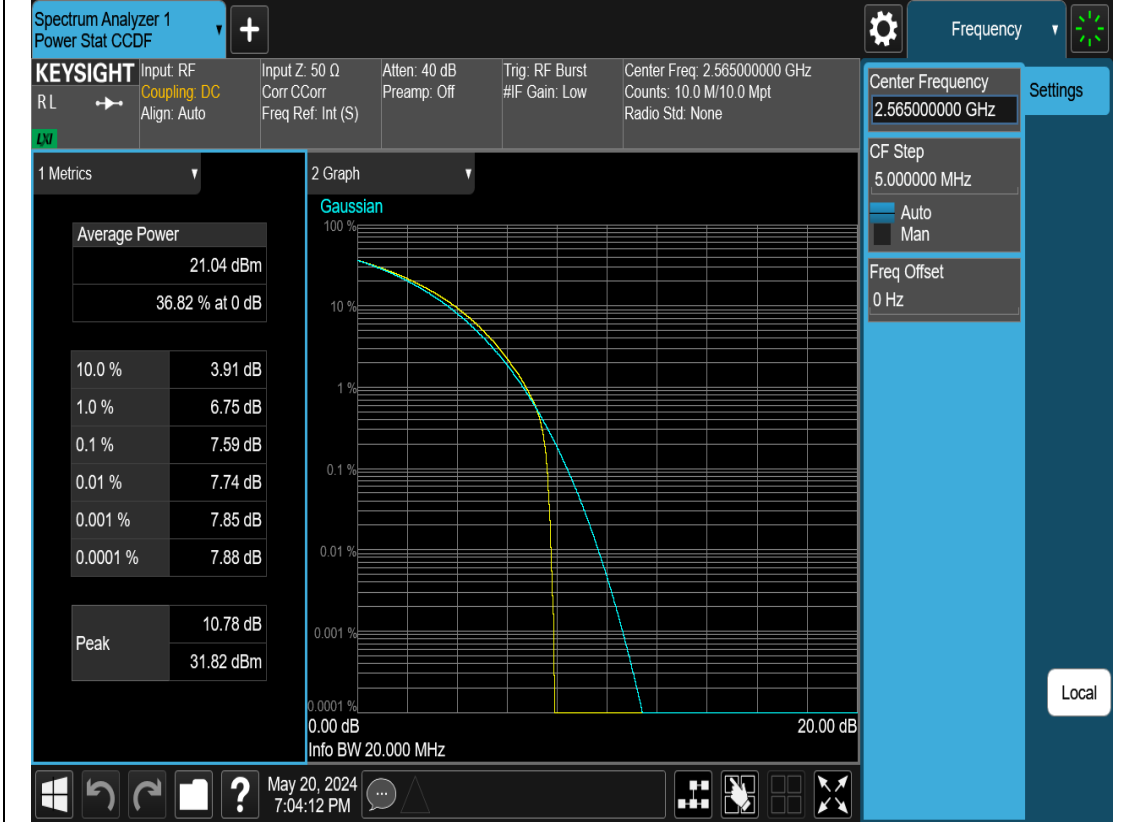 Spectrum Analyzer 1
Power Stat CCDF
▼
+
Frequency
▼
KEYSIGHT
RL
LXI
Input: RF
Coupling: DC
Align: Auto
Input Z: 50 Ω
Corr CCorr
Freq Ref: Int (S)
Atten: 40 dB
Preamp: Off
Trig: RF Burst
#IF Gain: Low
Center Freq: 2.565000000 GHz
Counts: 10.0 M/10.0 Mpt
Radio Std: None
Center Frequency
2.565000000 GHz
Settings
CF Step
5.000000 MHz
Auto
Man
Freq Offset
0 Hz
Local
1 Metrics
▼
Average Power
21.04 dBm
36.82 % at 0 dB
10.0 % 3.91 dB
1.0 % 6.75 dB
0.1 % 7.59 dB
0.01 % 7.74 dB
0.001 % 7.85 dB
0.0001 % 7.88 dB
Peak
10.78 dB
31.82 dBm
2 Graph
▼
Gaussian
100 %
10 %
1 %
0.1 %
0.01 %
0.001 %
0.0001 %
0.00 dB 20.00 dB
Info BW 20.000 MHz
?
May 20, 2024
7:04:12 PM